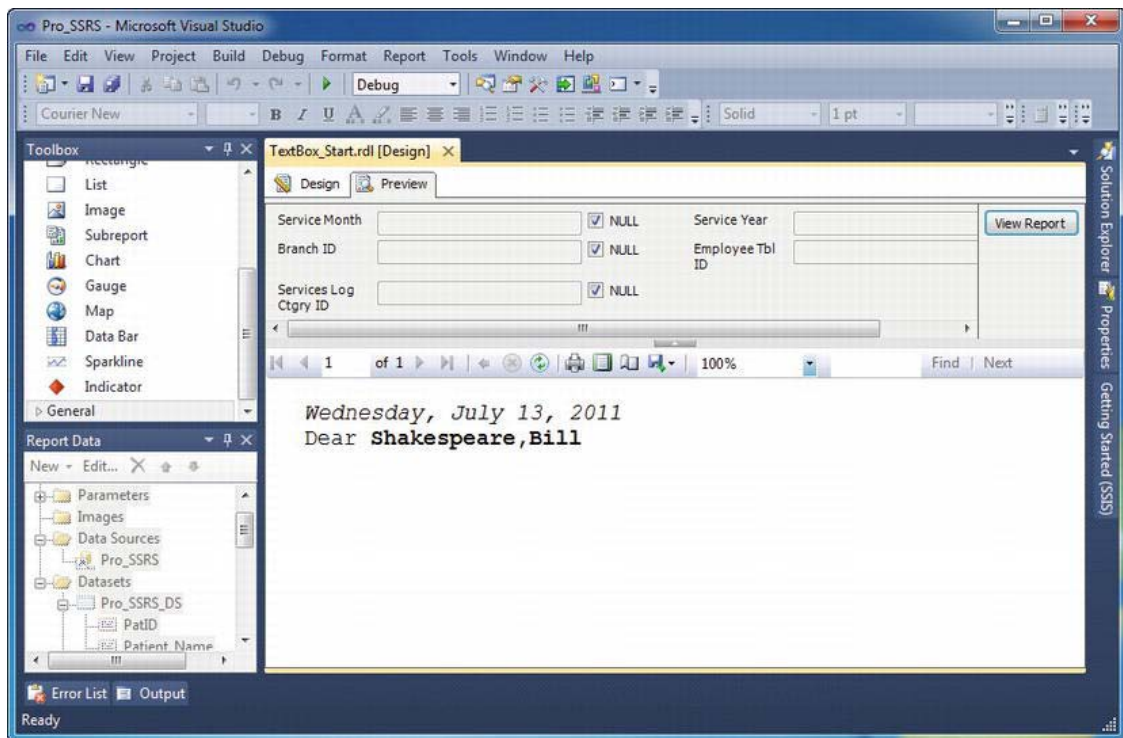 Pro_SSRS - Microsoft Visual Studio
File Edit View Project Build Debug Format Report Tools Window Help
Debug
Courier New B I U A Solid 1 pt
Toolbox
Rectangle
List
Image
Subreport
Chart
Gauge
Map
Data Bar
Sparkline
Indicator
General
Report Data
New Edit...
Parameters
Images
Data Sources
Pro_SSRS
Datasets
Pro_SSRS_DS
PatID
Patient_Name
TextBox_Start.rdl [Design]
Design Preview
Service Month NULL Service Year View Report
Branch ID NULL Employee Tbl
ID
Services Log NULL
Ctgry ID
1 of 1 100% Find | Next
Wednesday, July 13, 2011
Dear Shakespeare,Bill
Solution Explorer
Properties
Getting Started (SSIS)
Error List Output
Ready